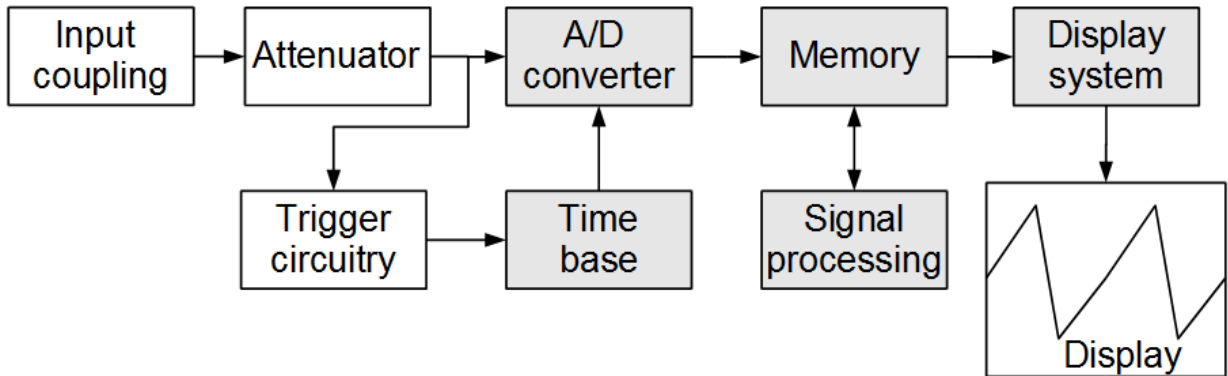 Input
coupling
Attenuator
A/D
converter
Memory
Display
system
Trigger
circuitry
Time
base
Signal
processing
Display